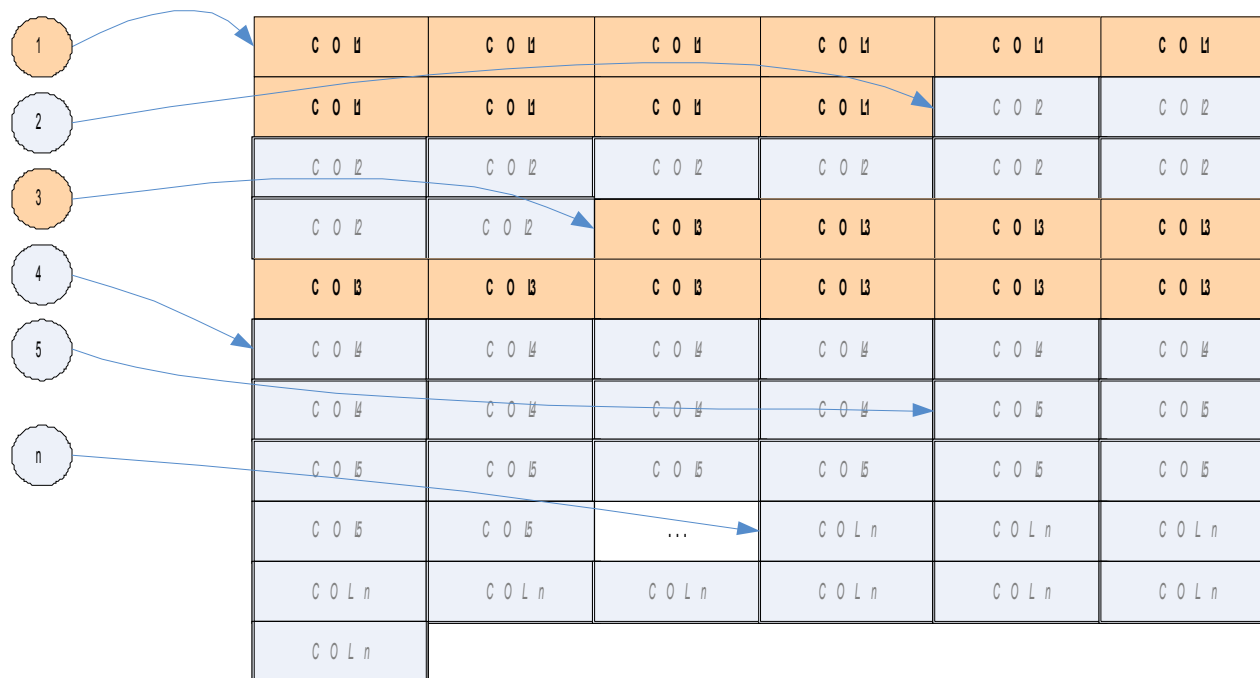 1 COL1 COL1 COL1 COL1 COL1 COL1
2 COL1 COL1 COL1 COL1 COL2 COL2
COL2 COL2 COL2 COL2 COL2 COL2
3 COL2 COL2 COL3 COL3 COL3 COL3
4 COL3 COL3 COL3 COL3 COL3 COL3
5 COL4 COL4 COL4 COL4 COL4 COL4
COL4 COL4 COL4 COL4 COL5 COL5
n COL5 COL5 COL5 COL5 COL5 COL5
COL5 COL5 ... COLn COLn COLn
COLn COLn COLn COLn COLn COLn
COLn